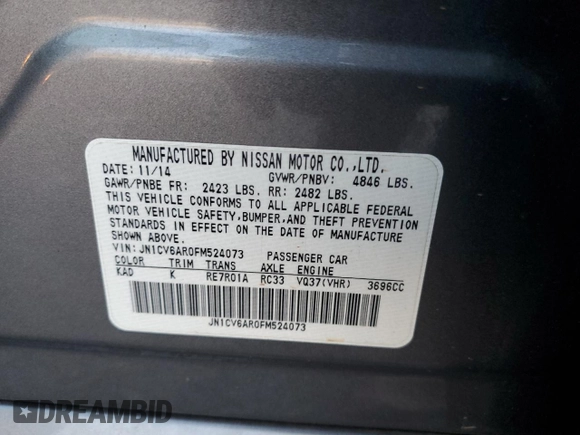 MANUFACTURED BY NISSAN MOTOR CO.,LTD.
DATE: 11/14 GVWR/PNBV: 4846 LBS.
GAWR/PNBE FR: 2423 LBS. RR: 2482 LBS.
THIS VEHICLE CONFORMS TO ALL APPLICABLE FEDERAL
MOTOR VEHICLE SAFETY,BUMPER,AND THEFT PREVENTION
STANDARDS IN EFFECT ON THE DATE OF MANUFACTURE
SHOWN ABOVE.
VIN: JN1CV6AR0FM524073 PASSENGER CAR
COLOR TRIM TRANS AXLE ENGINE
KAD K RE7R01A RC33 VQ37(VHR) 3696CC
JN1CV6AR0FM524073
DREAMBID